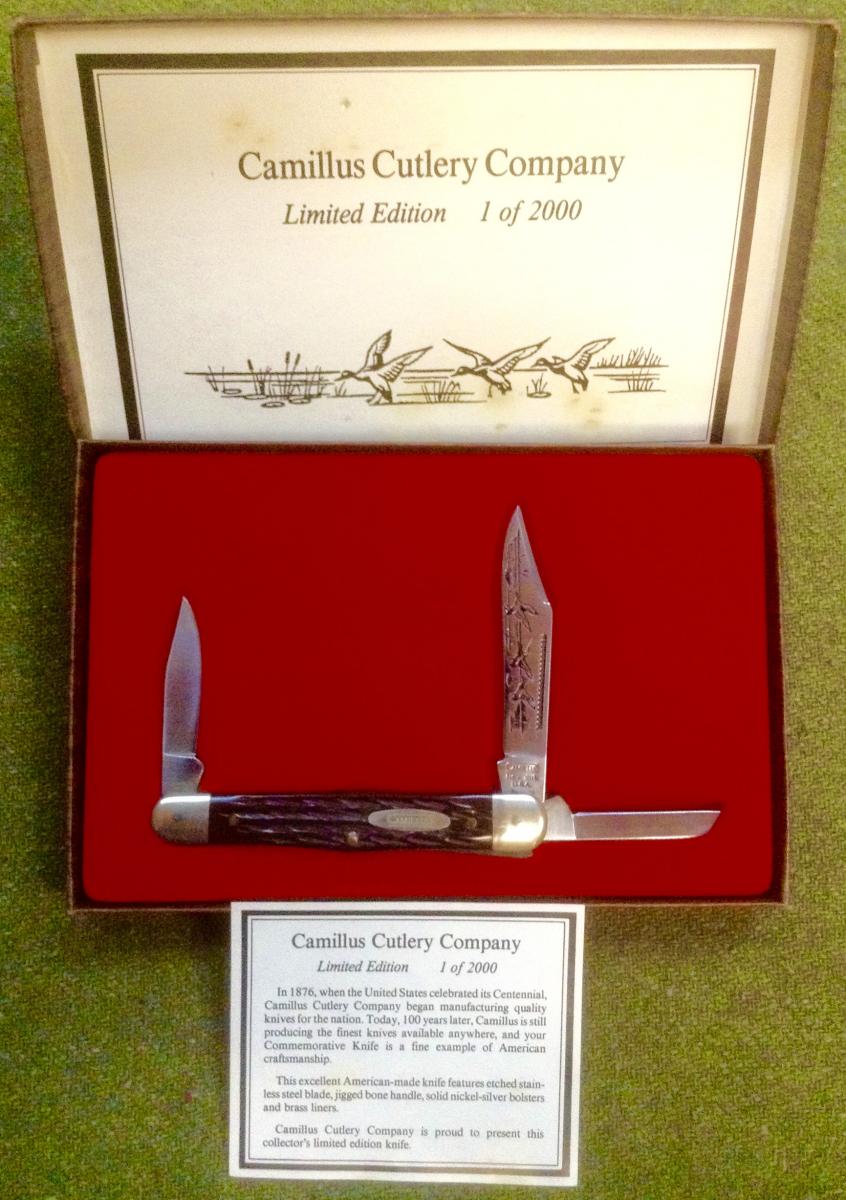 Camillus Cutlery Company
Limited Edition 1 of 2000
CAMILLUS
U.S.A.
Camillus Cutlery Company
Limited Edition 1 of 2000
In 1876, when the United States celebrated its Centennial,
Camillus Cutlery Company began manufacturing quality
knives for the nation. Today, 100 years later, Camillus is still
producing the finest knives available anywhere, and your
Commemorative Knife is a fine example of American
craftsmanship.
This excellent American-made knife features etched stain-
less steel blade, jigged bone handle, solid nickel-silver bolsters
and brass liners.
Camillus Cutlery Company is proud to present this
collector's limited edition knife.